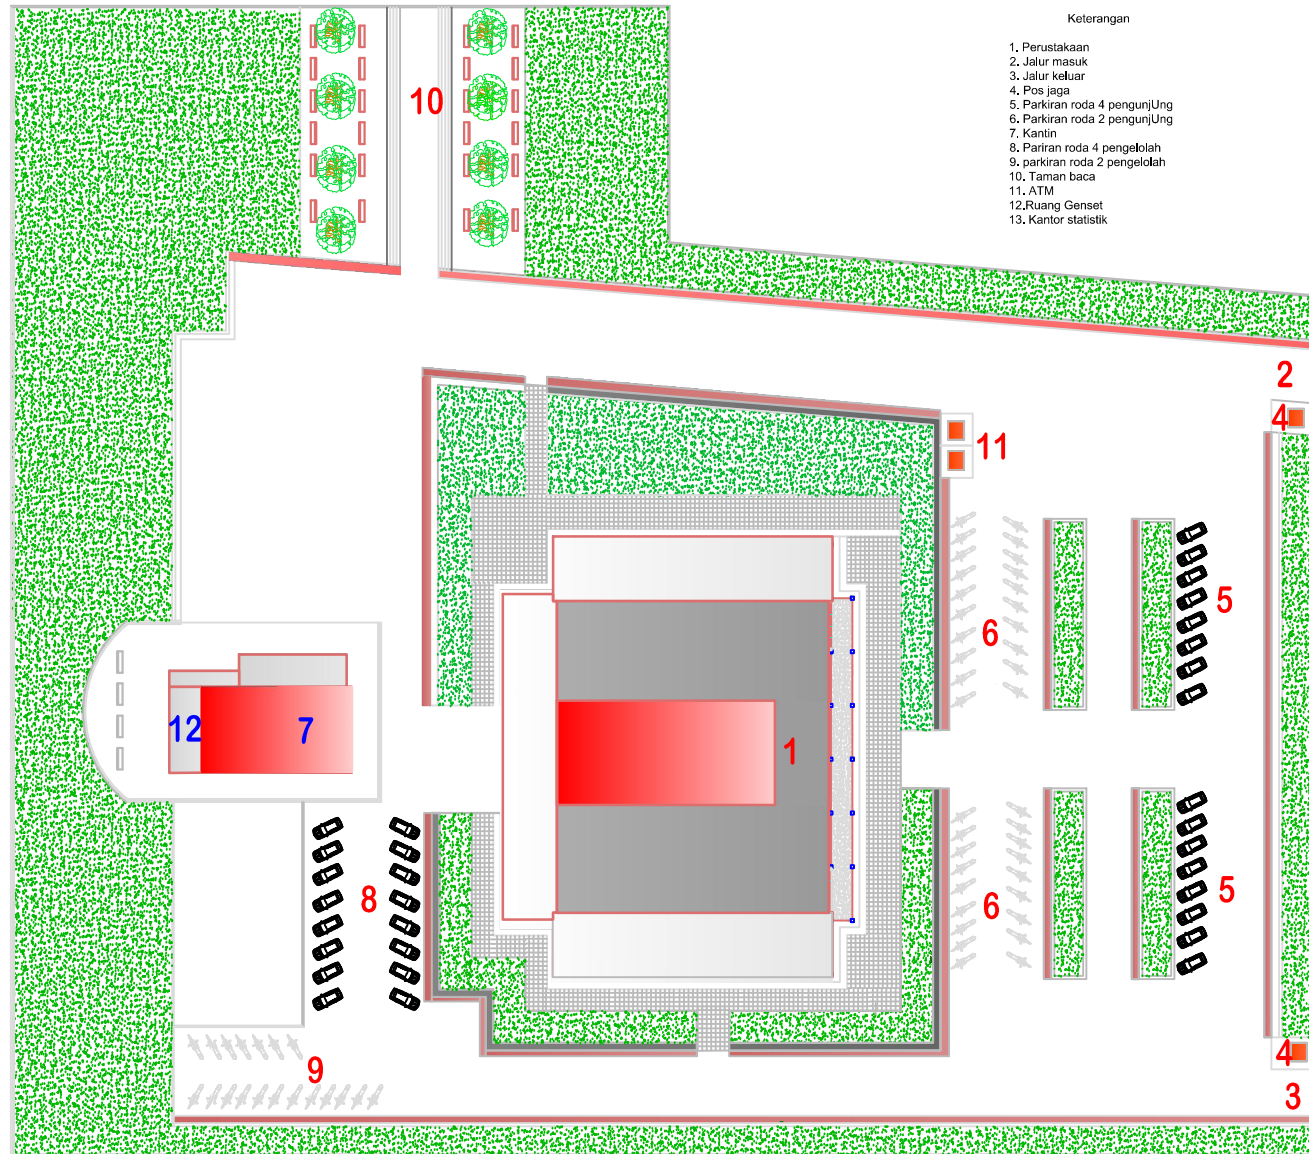 Keterangan
1. Perustakaan
2. Jalur masuk
3. Jalur keluar
4. Pos jaga
5. Parkiran roda 4 pengunjUng
6. Parkiran roda 2 pengunjUng
7. Kantin
8. Pariran roda 4 pengelolah
9. parkiran roda 2 pengelolah
10. Taman baca
11. ATM
12.Ruang Genset
13. Kantor statistik
10
2
4
11
5
6
12
7
1
8
6
5
9
4
3